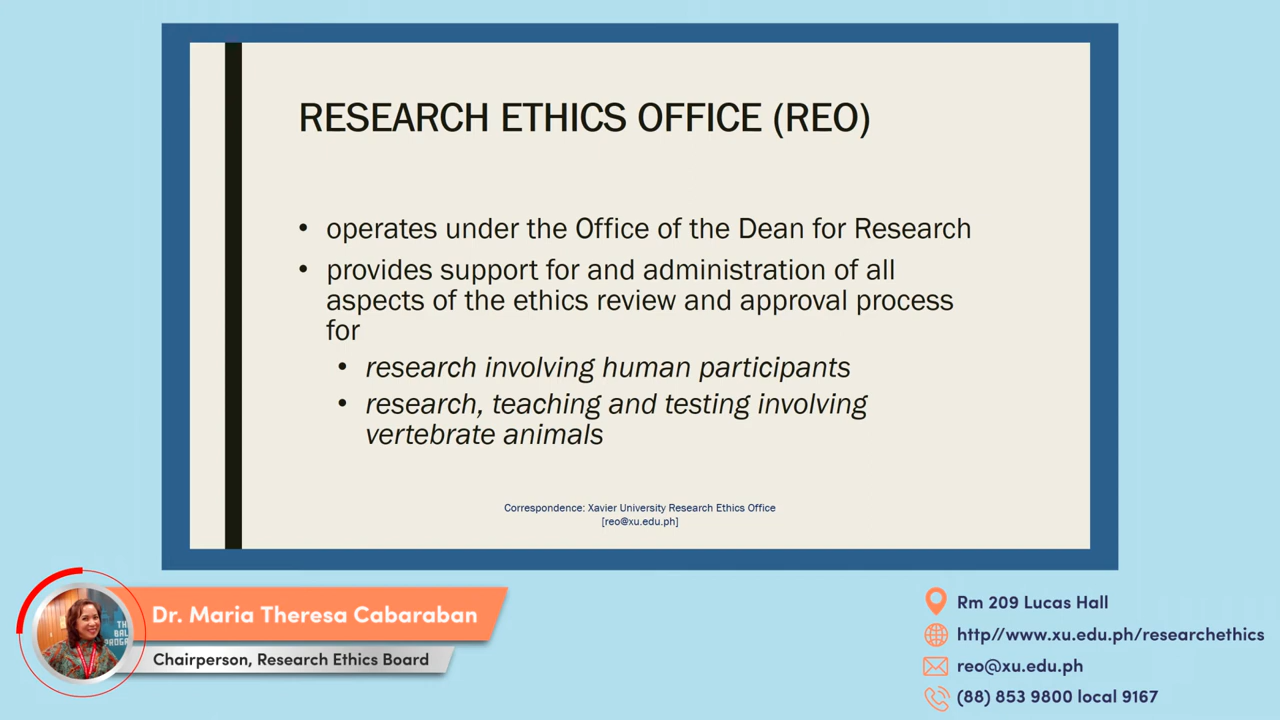 RESEARCH ETHICS OFFICE (REO)
• operates under the Office of the Dean for Research
• provides support for and administration of all
aspects of the ethics review and approval process
for
• research involving human participants
• research, teaching and testing involving
vertebrate animals
Correspondence: Xavier University Research Ethics Office
[reo@xu.edu.ph]
Dr. Maria Theresa Cabaraban
Chairperson, Research Ethics Board
Rm 209 Lucas Hall
http//www.xu.edu.ph/researchethics
reo@xu.edu.ph
(88) 853 9800 local 9167